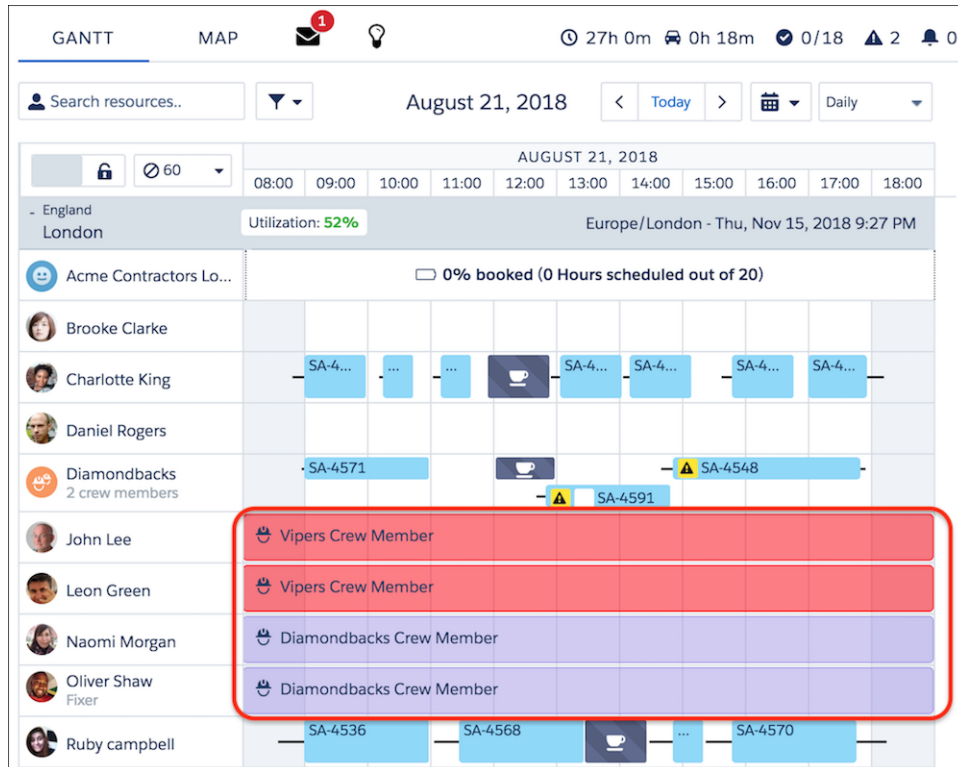 GANTT MAP 1 27h 0m 0h 18m 0/18 2 0
Search resources.. August 21, 2018 Today Daily
60 AUGUST 21, 2018
08:00 09:00 10:00 11:00 12:00 13:00 14:00 15:00 16:00 17:00 18:00
- England
London Utilization: 52% Europe/London - Thu, Nov 15, 2018 9:27 PM
Acme Contractors Lo... 0% booked (0 Hours scheduled out of 20)
Brooke Clarke
Charlotte King SA-4... ... ... SA-4... SA-4... SA-4... SA-4...
Daniel Rogers
Diamondbacks SA-4571 SA-4548
2 crew members SA-4591
John Lee Vipers Crew Member
Leon Green Vipers Crew Member
Naomi Morgan Diamondbacks Crew Member
Oliver Shaw Diamondbacks Crew Member
Fixer
Ruby campbell SA-4536 SA-4568 ... SA-4570